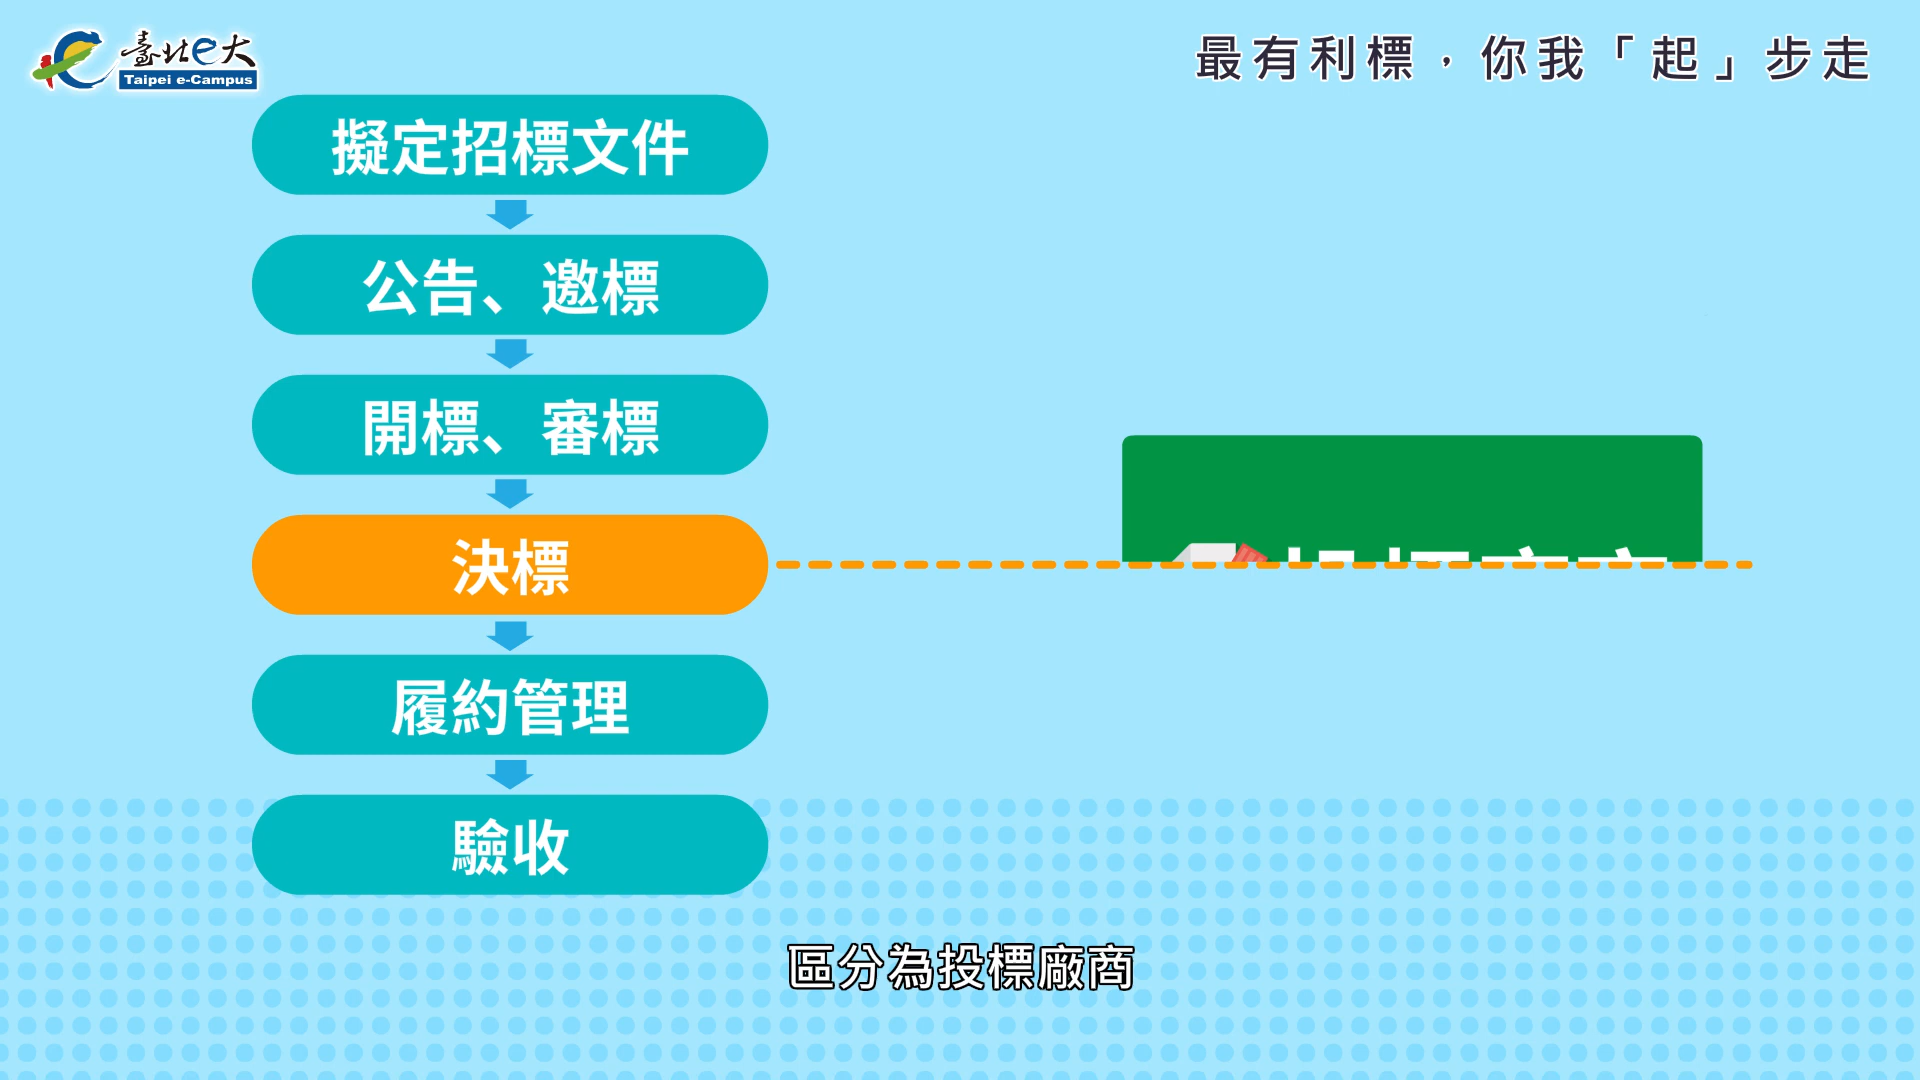 臺北e大
Taipei e-Campus
最有利標，你我「起」步走
擬定招標文件
公告、邀標
開標、審標
決標
履約管理
驗收
區分為投標廠商